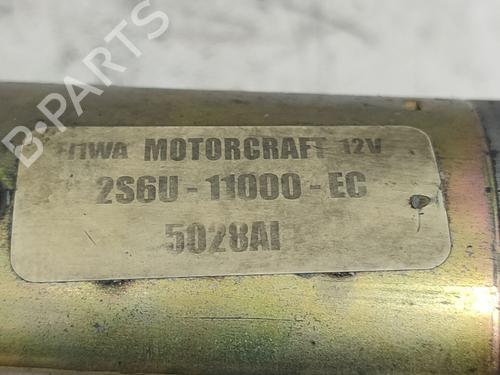 MOTORCRAFT 12V
2S6U - 11000 - EC
5028AI
B-PARTS